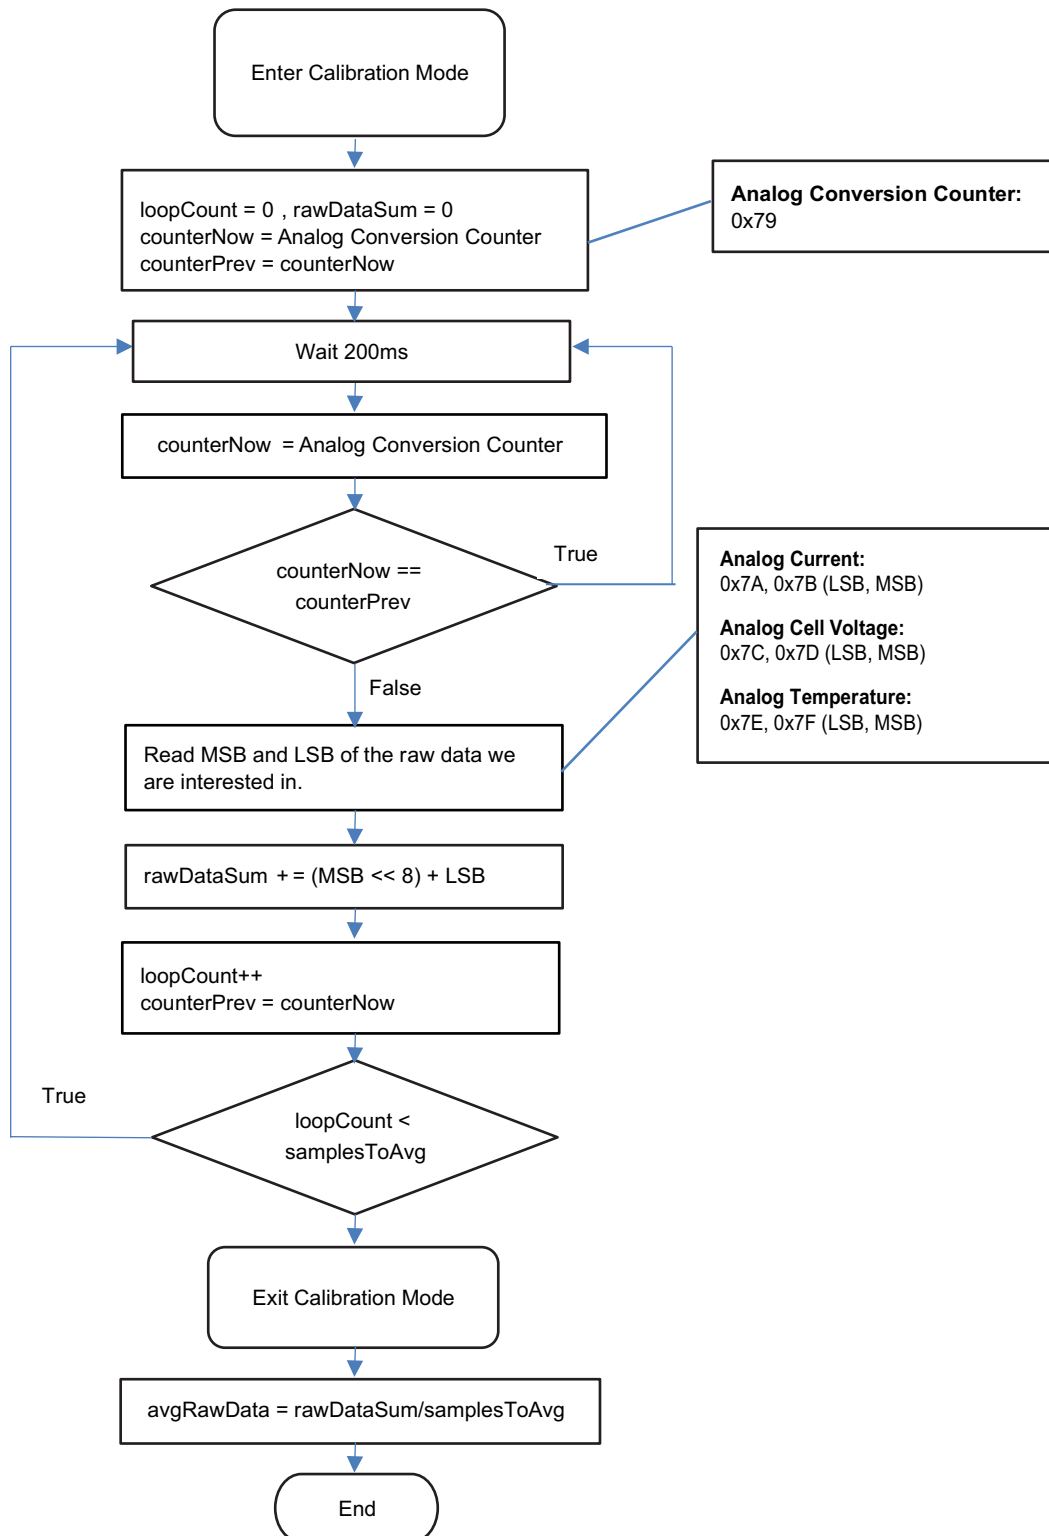 Enter Calibration Mode
loopCount = 0 , rawDataSum = 0
counterNow = Analog Conversion Counter
counterPrev = counterNow
Analog Conversion Counter:
0x79
Wait 200ms
counterNow = Analog Conversion Counter
counterNow ==
counterPrev
True
False
Analog Current:
0x7A, 0x7B (LSB, MSB)
Analog Cell Voltage:
0x7C, 0x7D (LSB, MSB)
Analog Temperature:
0x7E, 0x7F (LSB, MSB)
Read MSB and LSB of the raw data we
are interested in.
rawDataSum + = (MSB << 8) + LSB
loopCount++
counterPrev = counterNow
True
loopCount <
samplesToAvg
Exit Calibration Mode
avgRawData = rawDataSum/samplesToAvg
End